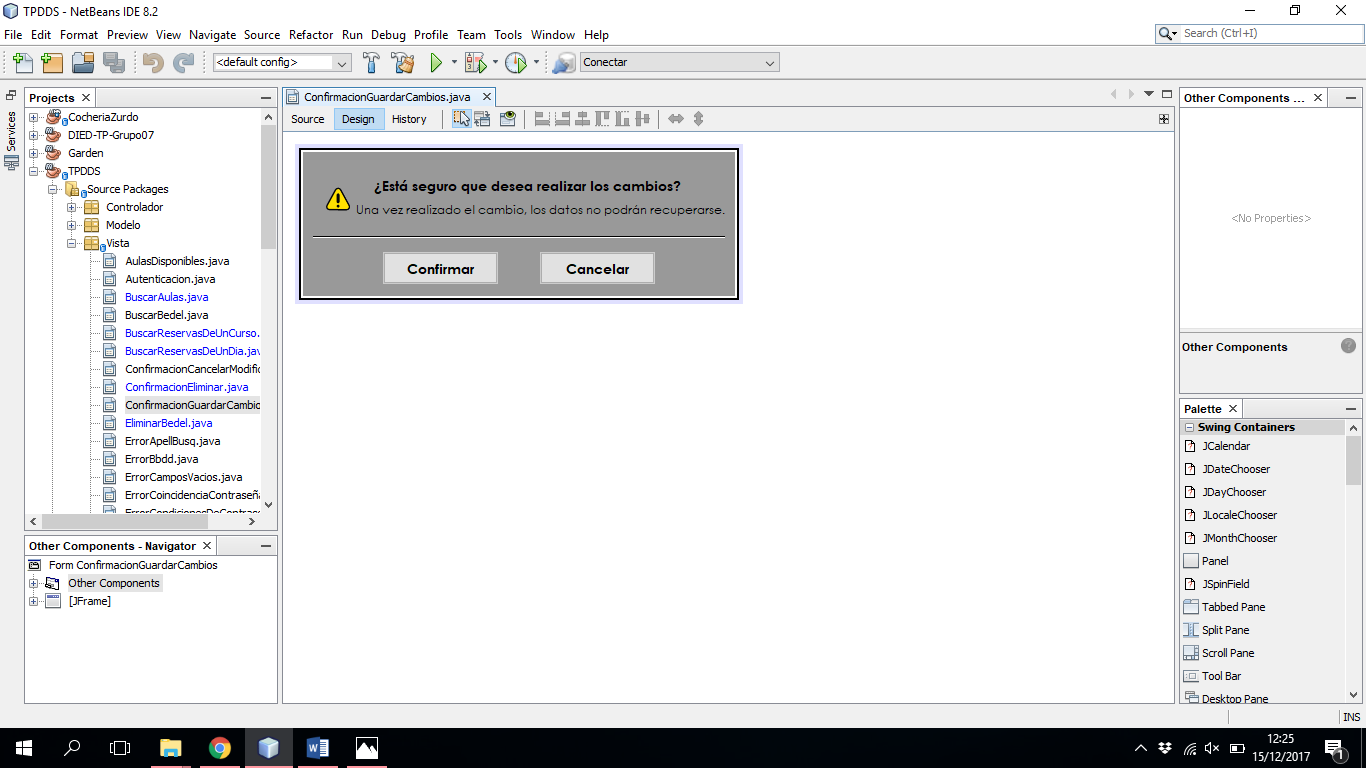 TPDDS - NetBeans IDE 8.2
File Edit Format Preview View Navigate Source Refactor Run Debug Profile Team Tools Window Help
Search (Ctrl+I)
<default config>
Conectar
Services
Projects
CocheriaZurdo
DIED-TP-Grupo07
Garden
TPDDS
Source Packages
Controlador
Modelo
Vista
AulasDisponibles.java
Autenticacion.java
BuscarAulas.java
BuscarBedel.java
BuscarReservasDeUnCurso.
BuscarReservasDeUnDia.jav
ConfirmacionCancelarModific
ConfirmacionEliminar.java
ConfirmacionGuardarCambio
EliminarBedel.java
ErrorApellBusq.java
ErrorBbdd.java
ErrorCamposVacios.java
ErrorCoincidenciaContraseña
ErrorCondicionesDeContrase
Other Components - Navigator
Form ConfirmacionGuardarCambios
Other Components
[JFrame]
ConfirmacionGuardarCambios.java
Source Design History
¿Está seguro que desea realizar los cambios?
Una vez realizado el cambio, los datos no podrán recuperarse.
Confirmar Cancelar
Other Components ...
<No Properties>
Other Components
Palette
Swing Containers
JCalendar
JDateChooser
JDayChooser
JLocaleChooser
JMonthChooser
Panel
JSpinField
Tabbed Pane
Split Pane
Scroll Pane
Tool Bar
Desktop Pane
INS
12:25
15/12/2017
1